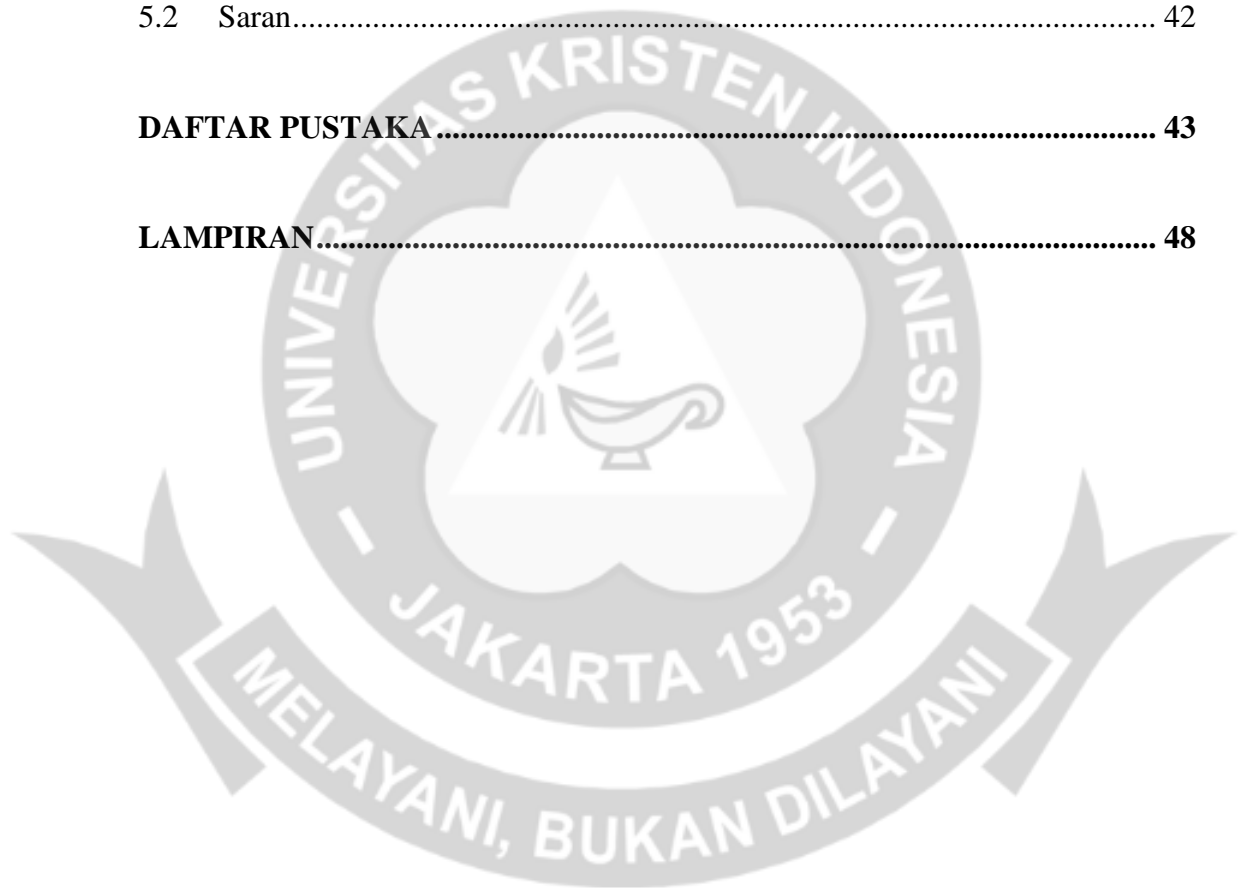 5.2 Saran........................................................................................................ 42
DAFTAR PUSTAKA.......................................................................................... 43
LAMPIRAN......................................................................................................... 48
UNIVERSITAS KRISTEN INDONESIA
JAKARTA 1953
MELAYANI, BUKAN DILAYANI